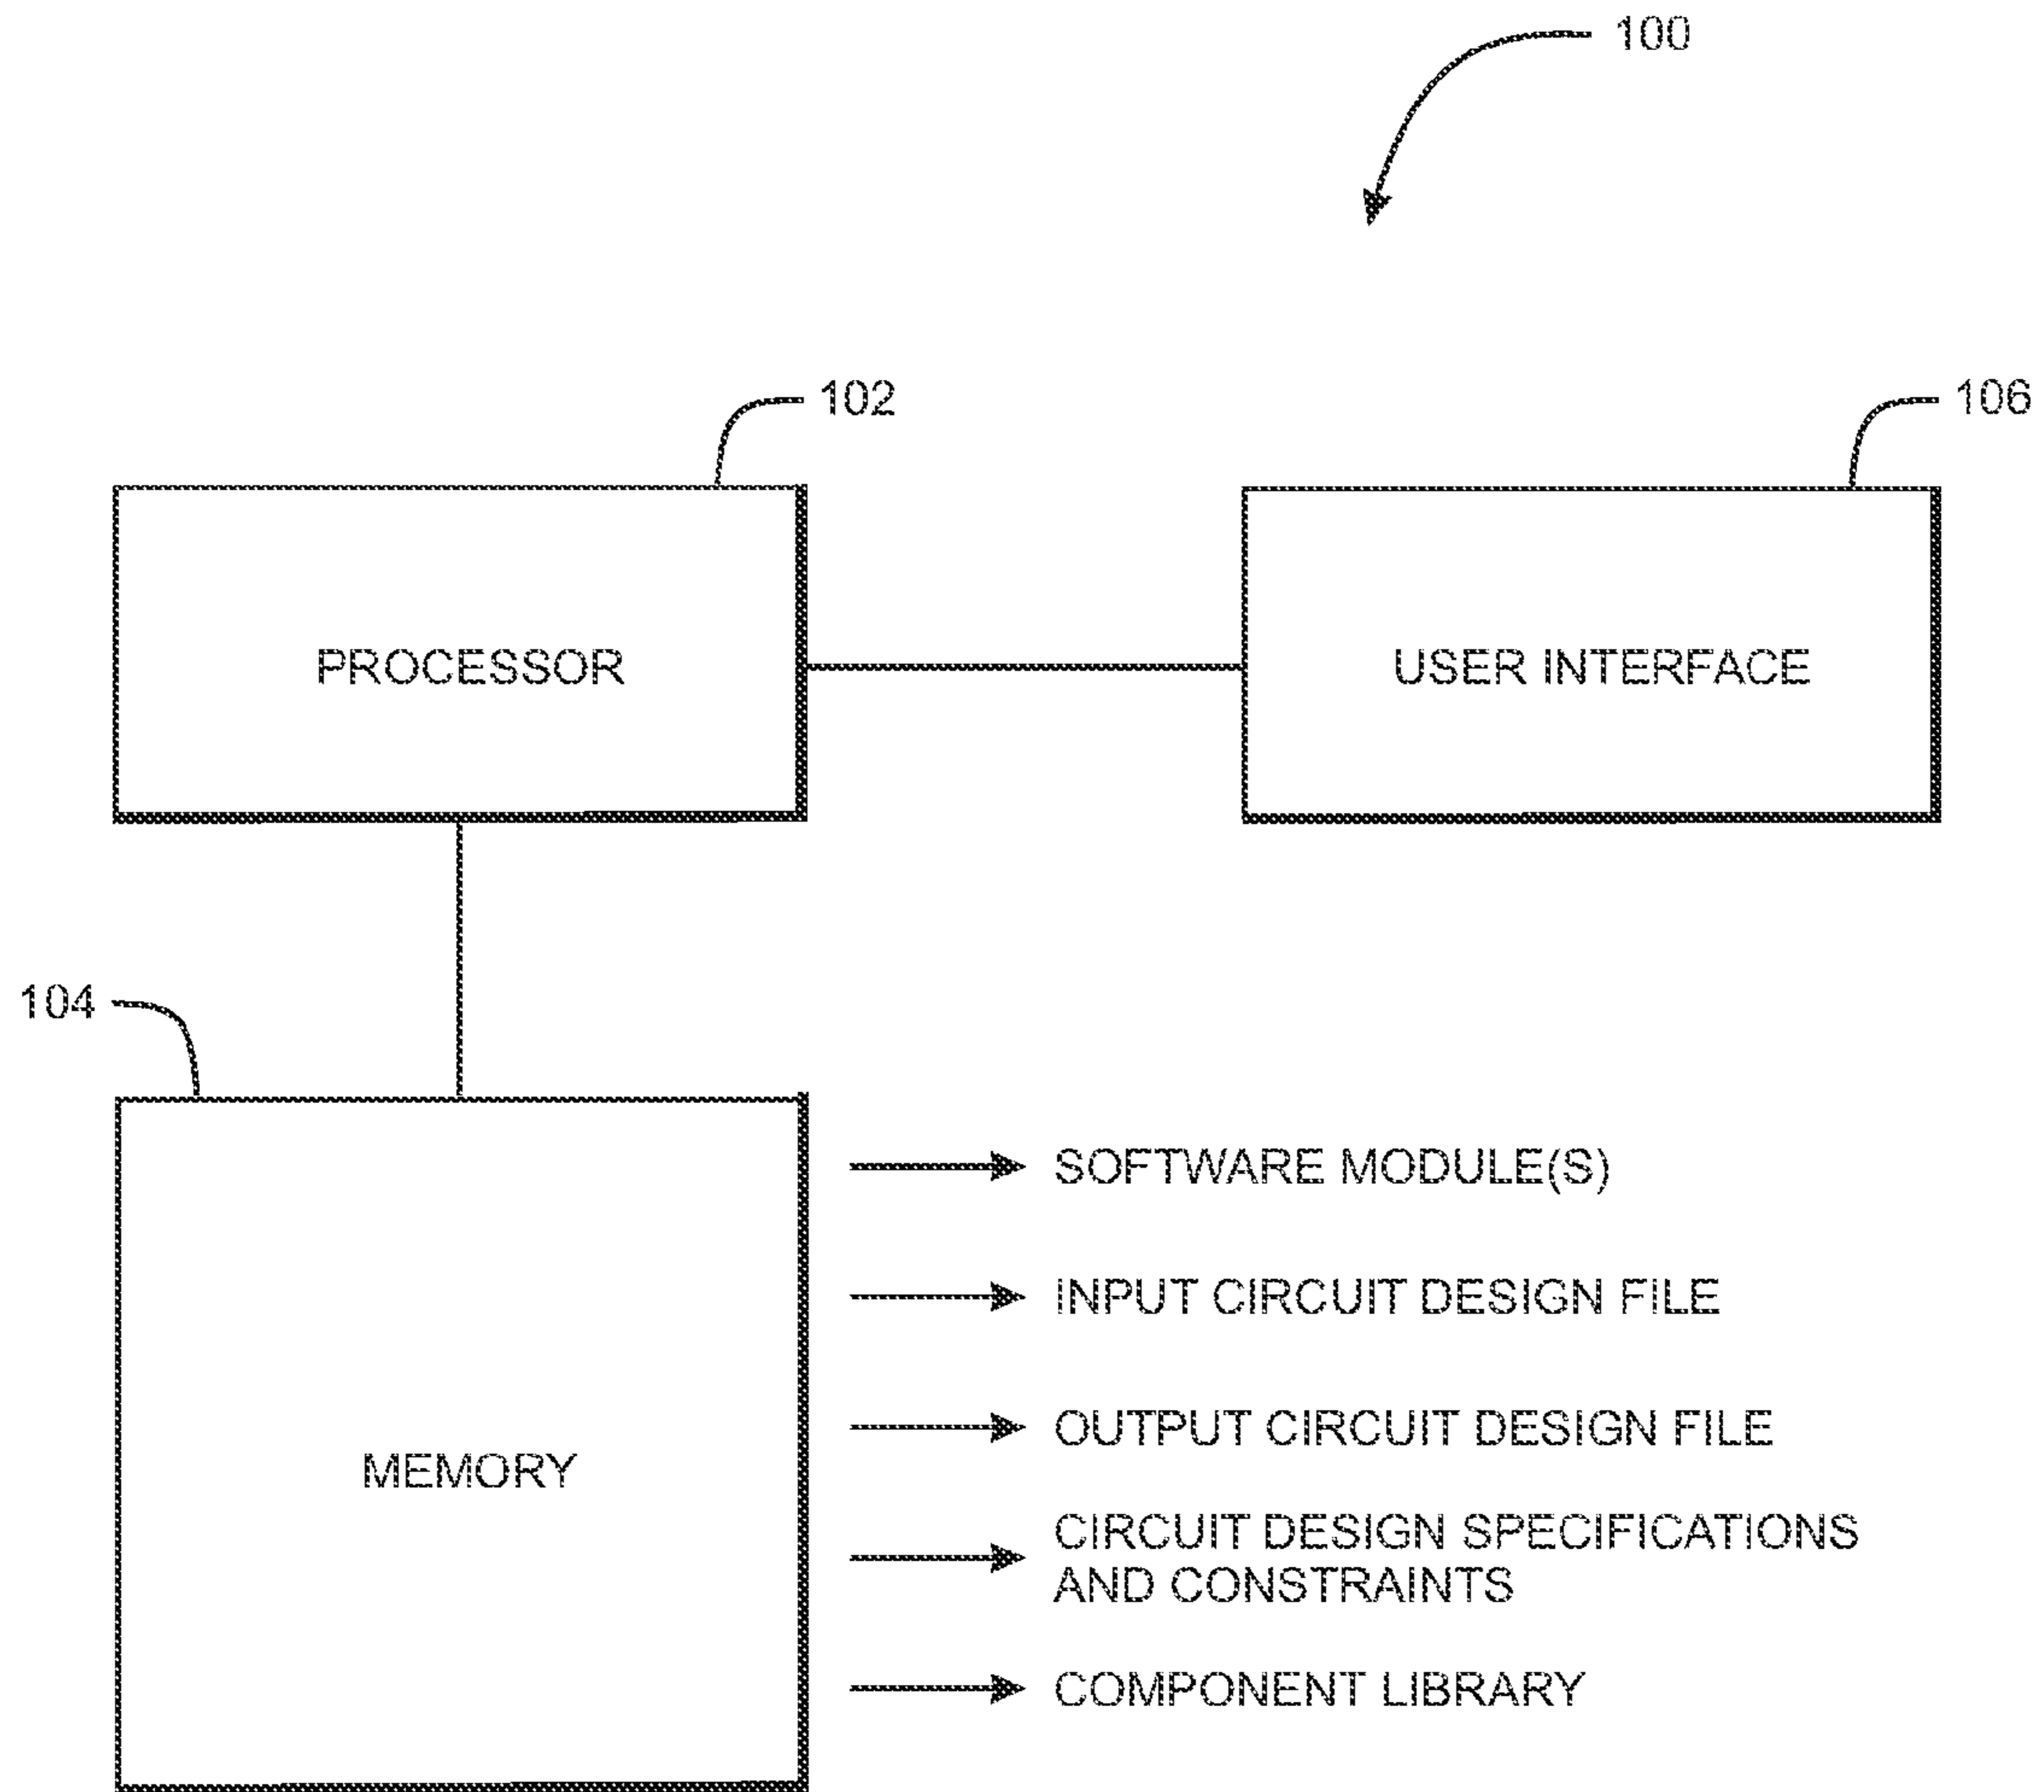 100
102
106
PROCESSOR
USER INTERFACE
104
SOFTWARE MODULE(S)
INPUT CIRCUIT DESIGN FILE
OUTPUT CIRCUIT DESIGN FILE
MEMORY
CIRCUIT DESIGN SPECIFICATIONS
AND CONSTRAINTS
COMPONENT LIBRARY